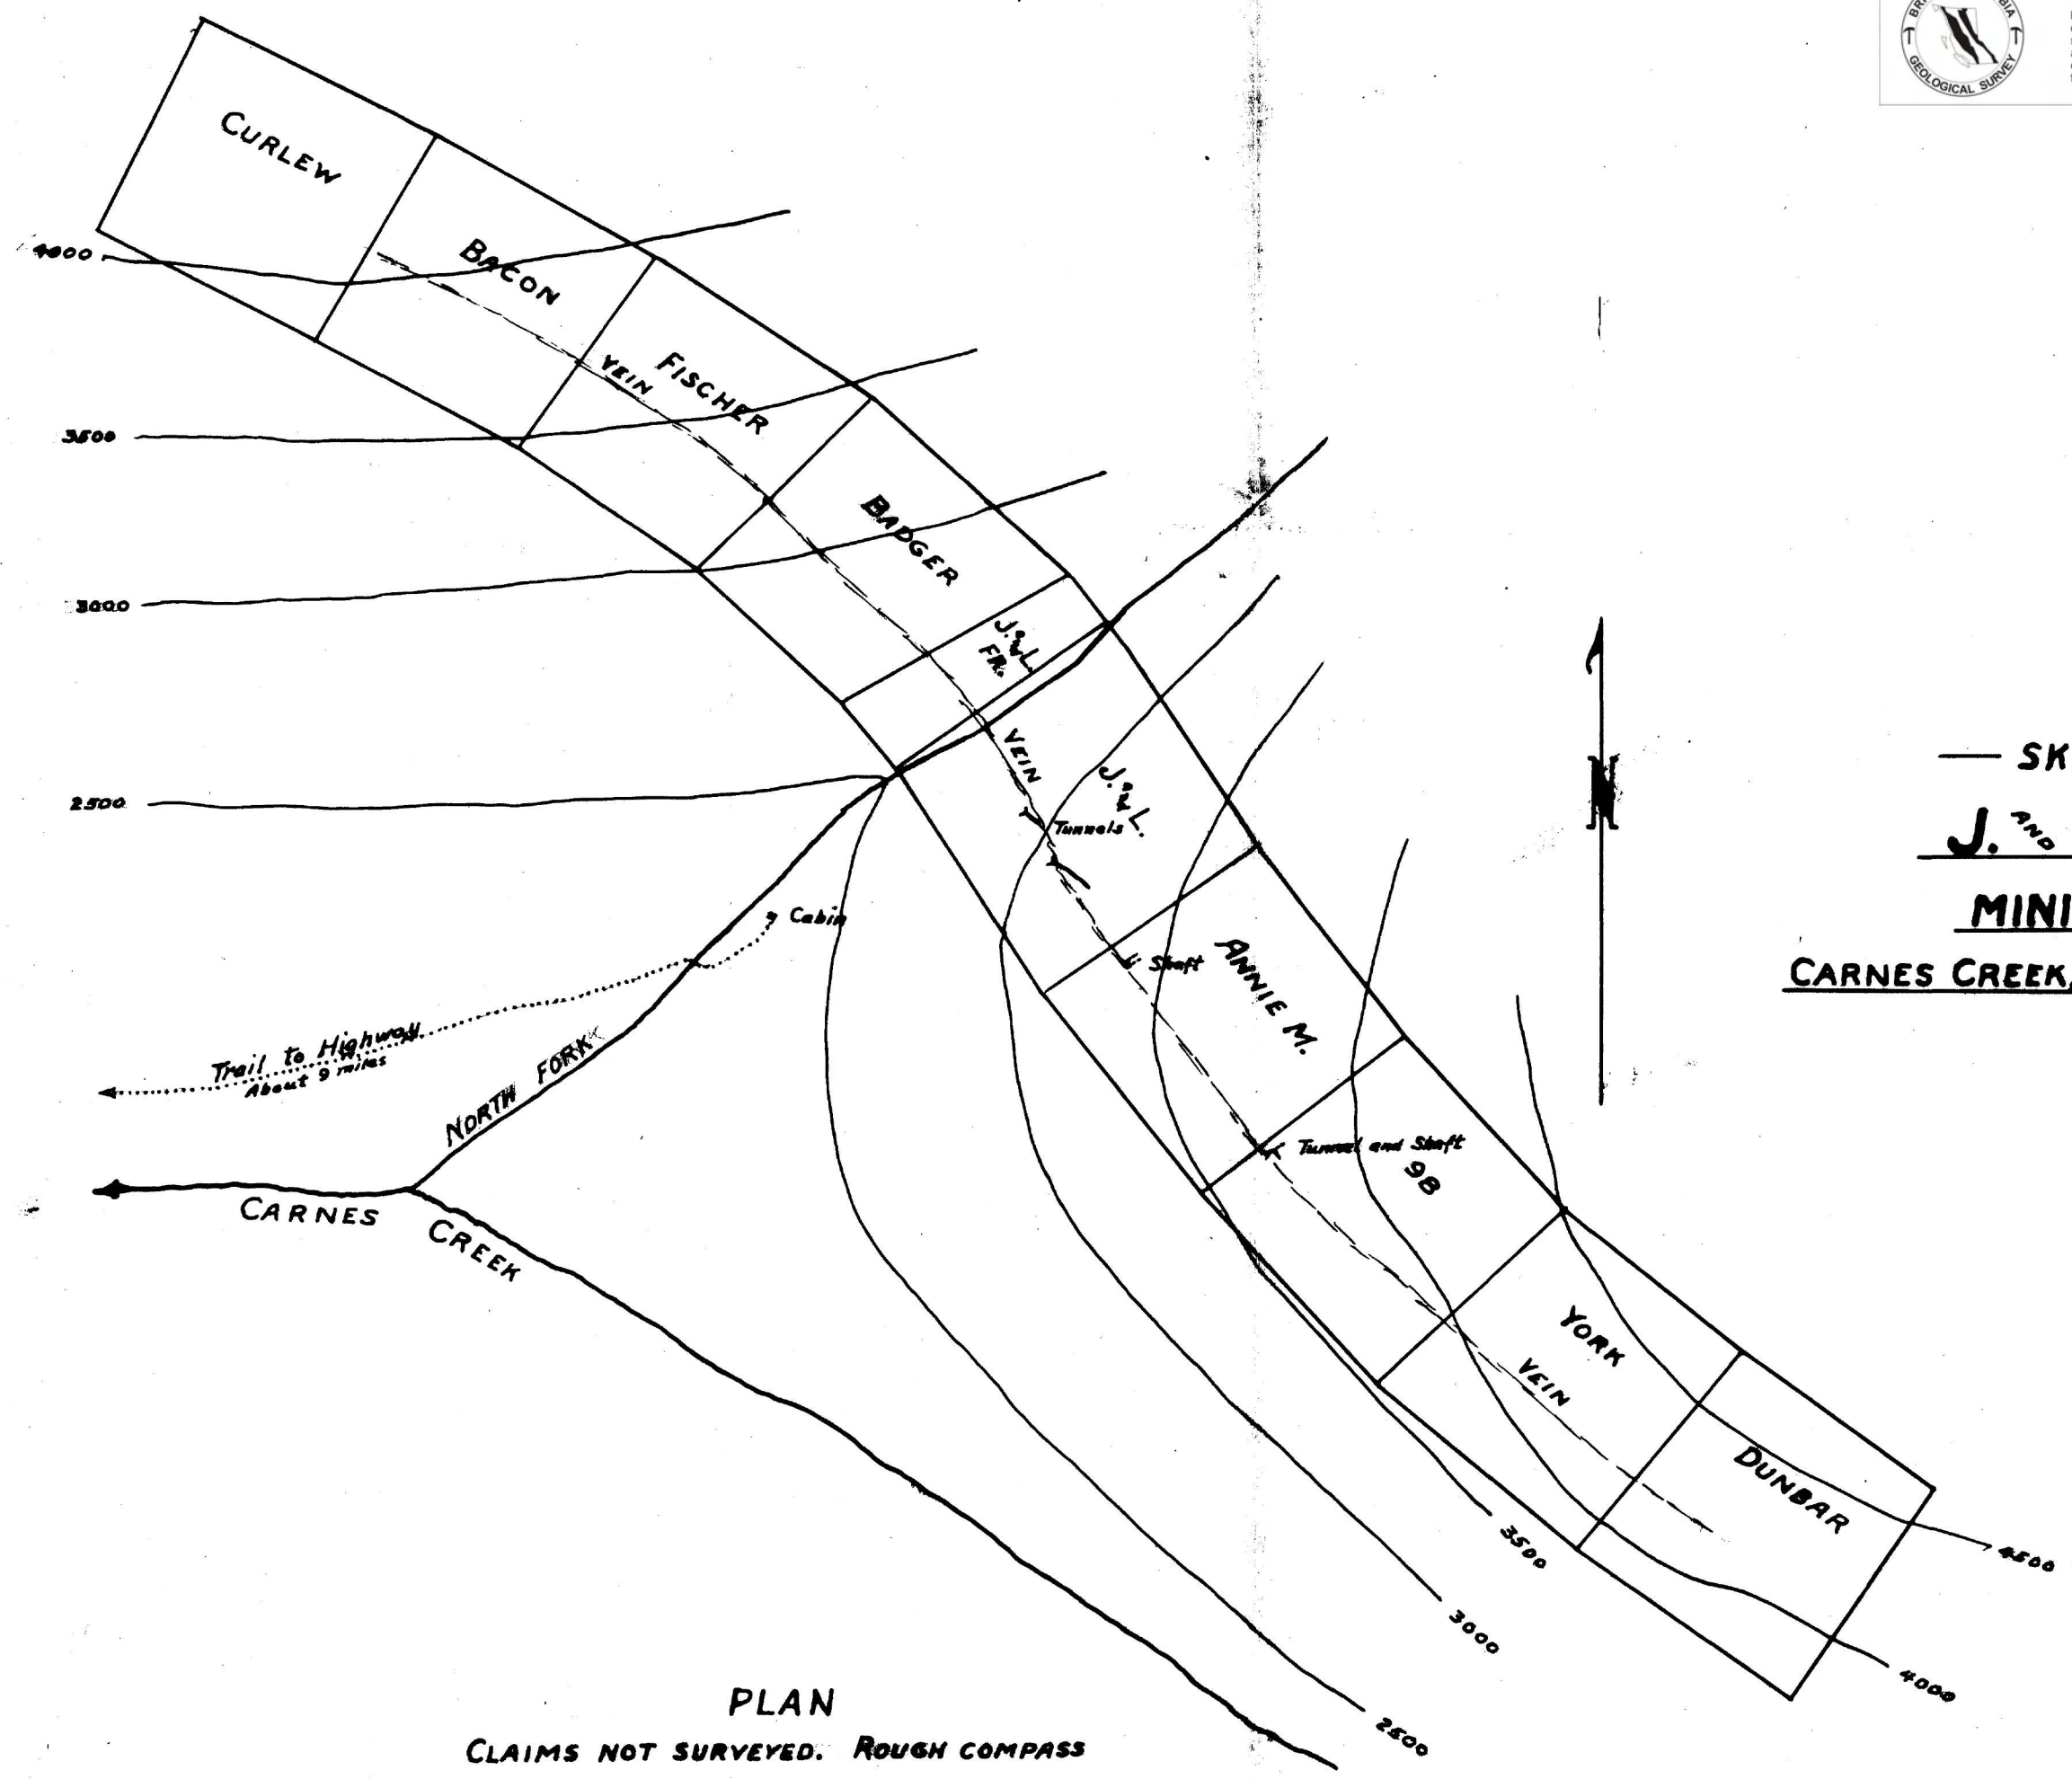 GEOLOGICAL SURVEY
CURLEW
4000
BACON
VEIN
FISCHER
3500
BADGER
3000
J. AND L.
FR.
VEIN
J. AND L.
2500
Tunnels
Cabin
Shaft
ANNIE M.
Trail to Highway
About 9 miles
NORTH FORK
Tunnel and Shaft
98
CARNES CREEK
YORK
VEIN
DUNBAR
4500
3500
3000
4000
2500
N
SK
J. AND
MINI
CARNES CREEK,
PLAN
CLAIMS NOT SURVEYED. ROUGH COMPASS